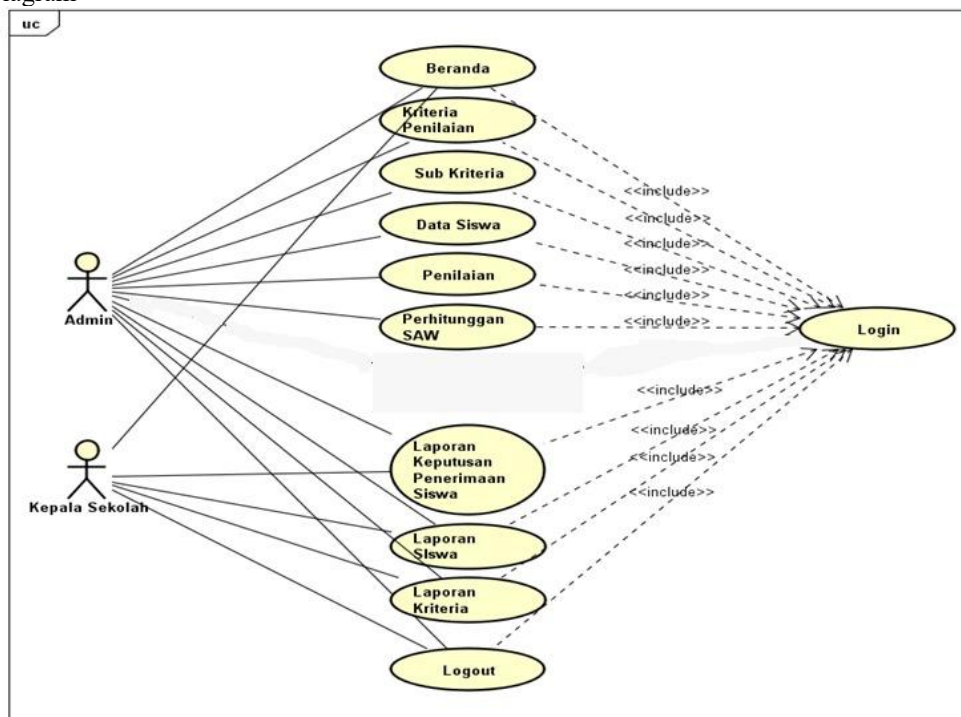 uc
Beranda
Kriteria
Penilaian
Sub Kriteria
<<include>>
<<include>>
Data Siswa
<<include>>
Penilaian
<<include>>
<<include>>
Admin
Perhitunggan
SAW
<<include>>
Login
<<include>>
Laporan
Keputusan
Penerimaan
Siswa
<<include>>
<<include>>
<<include>>
Kepala Sekolah
Laporan
SIswa
Laporan
Kriteria
Logout